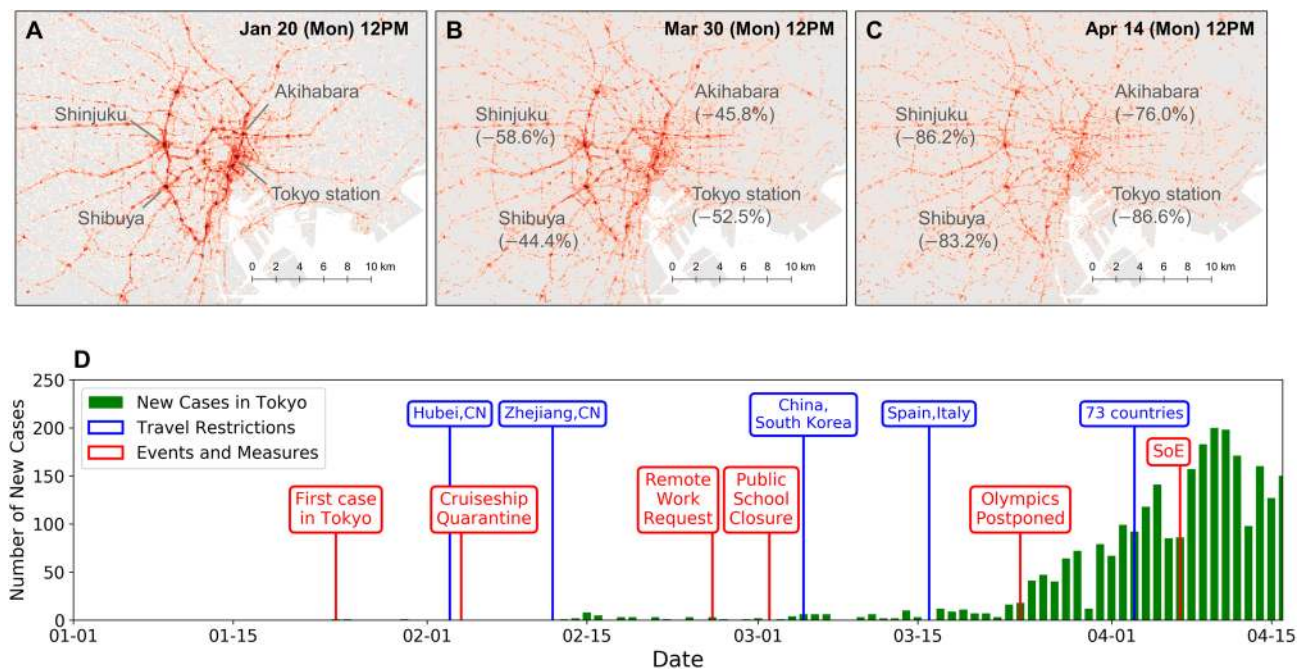 A
Jan 20 (Mon) 12PM
Akihabara
Shinjuku
Shibuya
Tokyo station
0 2 4 6 8 10 km
B
Mar 30 (Mon) 12PM
Akihabara
(−45.8%)
Shinjuku
(−58.6%)
Tokyo station
(−52.5%)
Shibuya
(−44.4%)
0 2 4 6 8 10 km
C
Apr 14 (Mon) 12PM
Akihabara
(−76.0%)
Shinjuku
(−86.2%)
Tokyo station
(−86.6%)
Shibuya
(−83.2%)
0 2 4 6 8 10 km
D
Number of New Cases
250
200
150
100
50
0
New Cases in Tokyo
Travel Restrictions
Events and Measures
First case
in Tokyo
Hubei,CN
Cruiseship
Quarantine
Zhejiang,CN
Remote
Work
Request
Public
School
Closure
China,
South Korea
Spain,Italy
Olympics
Postponed
73 countries
SoE
01-01 01-15 02-01 02-15 03-01 03-15 04-01 04-15
Date